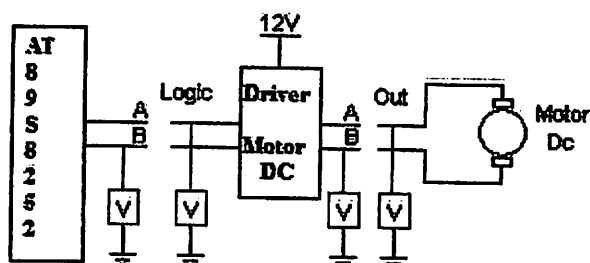 12V
AT
8
9
S
8
2
5
2
A
B
Logic
Driver
Motor
DC
A
B
Out
Motor
Dc
V
V
V
V